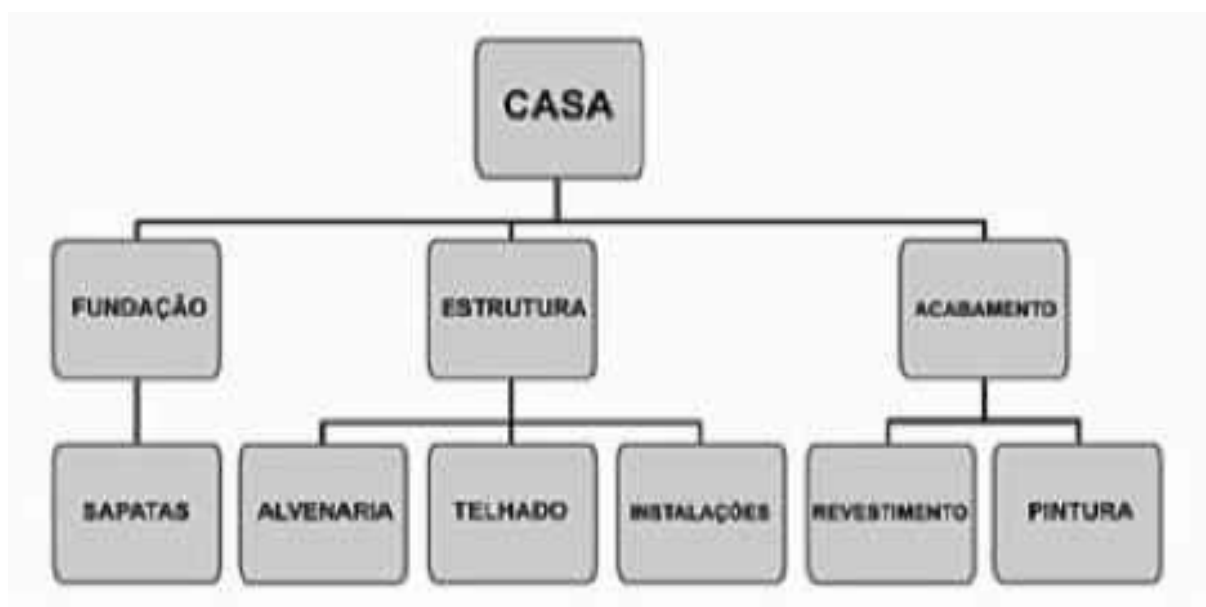 CASA
FUNDAÇÃO
ESTRUTURA
ACABAMENTO
SAPATAS
ALVENARIA
TELHADO
INSTALAÇÕES
REVESTIMENTO
PINTURA